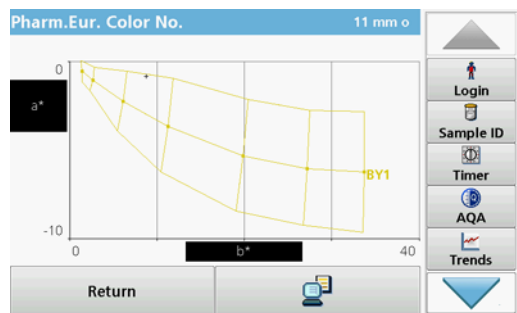 Pharm.Eur. Color No.
11 mm o
0
a*
-10
BY1
0
b*
40
Return
Login
Sample ID
Timer
AQA
Trends